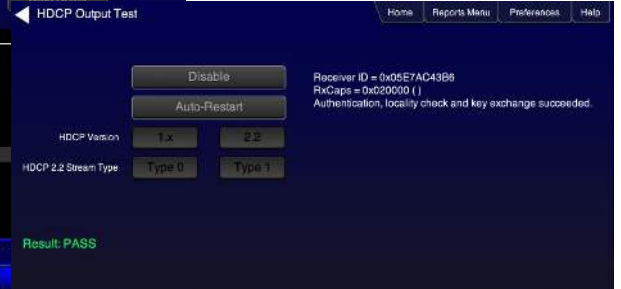 HDCP Output Test
Home
Reports Menu
Preferences
Help
Disable
Auto-Restart
Receiver ID = 0x05E7AC43B6
RxCaps = 0x020000 ( )
Authentication, locality check and key exchange succeeded.
HDCP Version
1.x
2.2
HDCP 2.2 Stream Type
Type 0
Type 1
Result: PASS